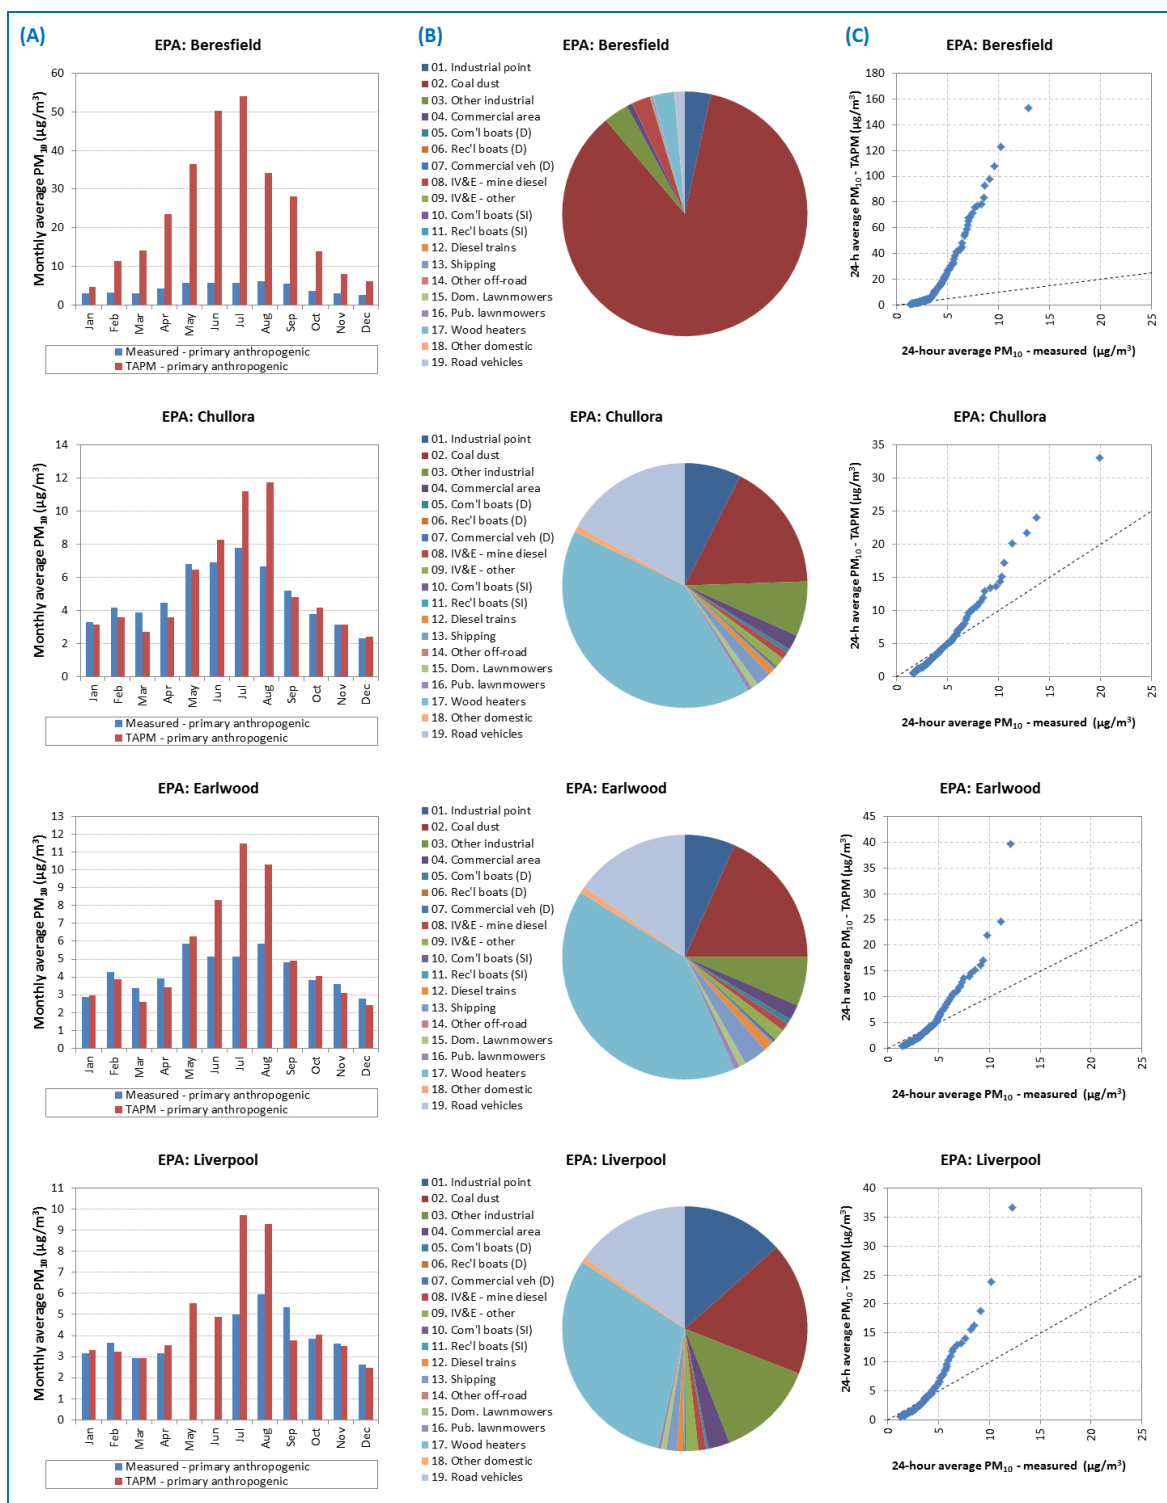 (A)
EPA: Beresfield
Monthly average PM10 (µg/m³)
60
50
40
30
20
10
0
Jan
Feb
Mar
Apr
May
Jun
Jul
Aug
Sep
Oct
Nov
Dec
Measured - primary anthropogenic
TAPM - primary anthropogenic
(B)
EPA: Beresfield
01. Industrial point
02. Coal dust
03. Other industrial
04. Commercial area
05. Com'l boats (D)
06. Rec'l boats (D)
07. Commercial veh (D)
08. IV&E - mine diesel
09. IV&E - other
10. Com'l boats (SI)
11. Rec'l boats (SI)
12. Diesel trains
13. Shipping
14. Other off-road
15. Dom. Lawnmowers
16. Pub. lawnmowers
17. Wood heaters
18. Other domestic
19. Road vehicles
(C)
EPA: Beresfield
24-h average PM10 - TAPM (µg/m³)
180
160
140
120
100
80
60
40
20
0
0
5
10
15
20
25
24-hour average PM10 - measured (µg/m³)
EPA: Chullora
Monthly average PM10 (µg/m³)
14
12
10
8
6
4
2
0
Jan
Feb
Mar
Apr
May
Jun
Jul
Aug
Sep
Oct
Nov
Dec
Measured - primary anthropogenic
TAPM - primary anthropogenic
EPA: Chullora
01. Industrial point
02. Coal dust
03. Other industrial
04. Commercial area
05. Com'l boats (D)
06. Rec'l boats (D)
07. Commercial veh (D)
08. IV&E - mine diesel
09. IV&E - other
10. Com'l boats (SI)
11. Rec'l boats (SI)
12. Diesel trains
13. Shipping
14. Other off-road
15. Dom. Lawnmowers
16. Pub. lawnmowers
17. Wood heaters
18. Other domestic
19. Road vehicles
EPA: Chullora
24-h average PM10 - TAPM (µg/m³)
35
30
25
20
15
10
5
0
0
5
10
15
20
25
24-hour average PM10 - measured (µg/m³)
EPA: Earlwood
Monthly average PM10 (µg/m³)
13
12
11
10
9
8
7
6
5
4
3
2
1
0
Jan
Feb
Mar
Apr
May
Jun
Jul
Aug
Sep
Oct
Nov
Dec
Measured - primary anthropogenic
TAPM - primary anthropogenic
EPA: Earlwood
01. Industrial point
02. Coal dust
03. Other industrial
04. Commercial area
05. Com'l boats (D)
06. Rec'l boats (D)
07. Commercial veh (D)
08. IV&E - mine diesel
09. IV&E - other
10. Com'l boats (SI)
11. Rec'l boats (SI)
12. Diesel trains
13. Shipping
14. Other off-road
15. Dom. Lawnmowers
16. Pub. lawnmowers
17. Wood heaters
18. Other domestic
19. Road vehicles
EPA: Earlwood
24-h average PM10 - TAPM (µg/m³)
45
40
35
30
25
20
15
10
5
0
0
5
10
15
20
25
24-hour average PM10 - measured (µg/m³)
EPA: Liverpool
Monthly average PM10 (µg/m³)
11
10
9
8
7
6
5
4
3
2
1
0
Jan
Feb
Mar
Apr
May
Jun
Jul
Aug
Sep
Oct
Nov
Dec
Measured - primary anthropogenic
TAPM - primary anthropogenic
EPA: Liverpool
01. Industrial point
02. Coal dust
03. Other industrial
04. Commercial area
05. Com'l boats (D)
06. Rec'l boats (D)
07. Commercial veh (D)
08. IV&E - mine diesel
09. IV&E - other
10. Com'l boats (SI)
11. Rec'l boats (SI)
12. Diesel trains
13. Shipping
14. Other off-road
15. Dom. Lawnmowers
16. Pub. lawnmowers
17. Wood heaters
18. Other domestic
19. Road vehicles
EPA: Liverpool
24-h average PM10 - TAPM (µg/m³)
40
35
30
25
20
15
10
5
0
0
5
10
15
20
25
24-hour average PM10 - measured (µg/m³)